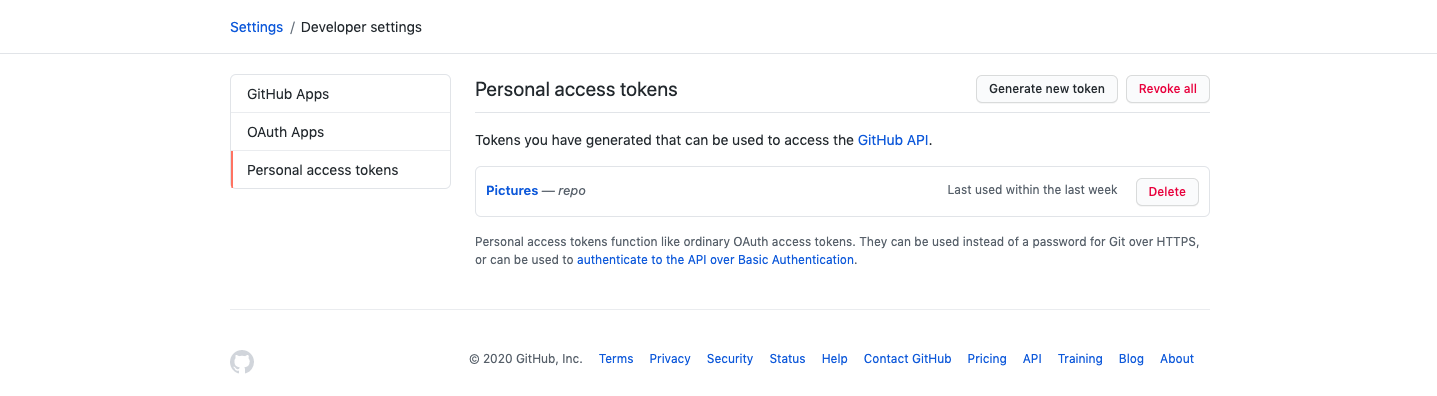 Settings / Developer settings
GitHub Apps
OAuth Apps
Personal access tokens
Personal access tokens
Generate new token
Revoke all
Tokens you have generated that can be used to access the GitHub API.
Pictures — repo
Last used within the last week
Delete
Personal access tokens function like ordinary OAuth access tokens. They can be used instead of a password for Git over HTTPS,
or can be used to authenticate to the API over Basic Authentication.
© 2020 GitHub, Inc. Terms Privacy Security Status Help Contact GitHub Pricing API Training Blog About